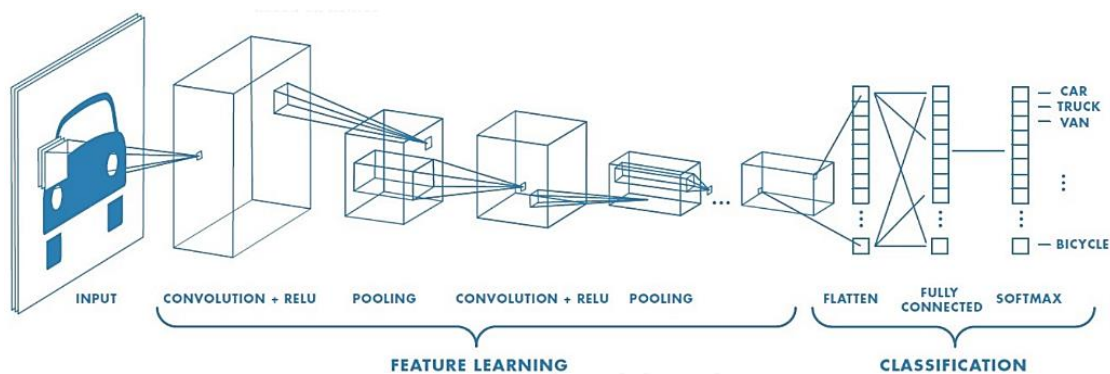 CAR
TRUCK
VAN
BICYCLE
INPUT
CONVOLUTION + RELU
POOLING
CONVOLUTION + RELU
POOLING
FLATTEN
FULLY
CONNECTED
SOFTMAX
FEATURE LEARNING
CLASSIFICATION